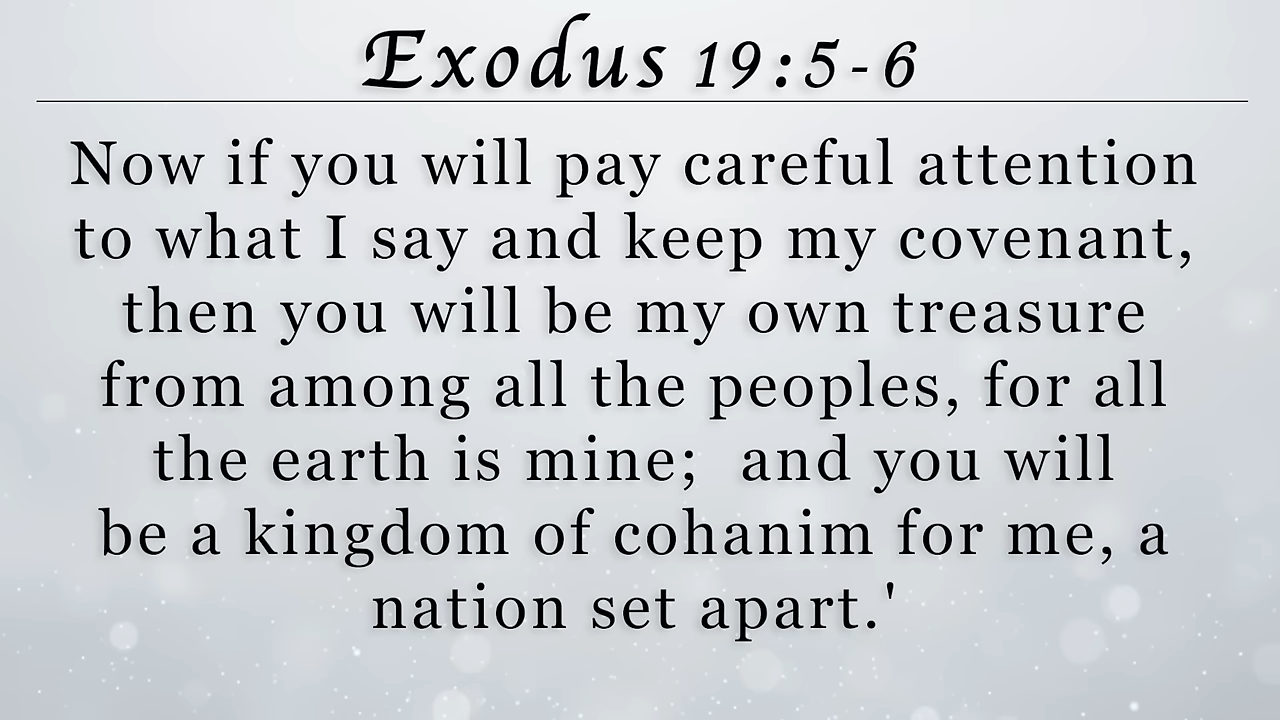 Exodus 19:5-6
Now if you will pay careful attention
to what I say and keep my covenant,
then you will be my own treasure
from among all the peoples, for all
the earth is mine;  and you will
be a kingdom of cohanim for me, a
nation set apart.'